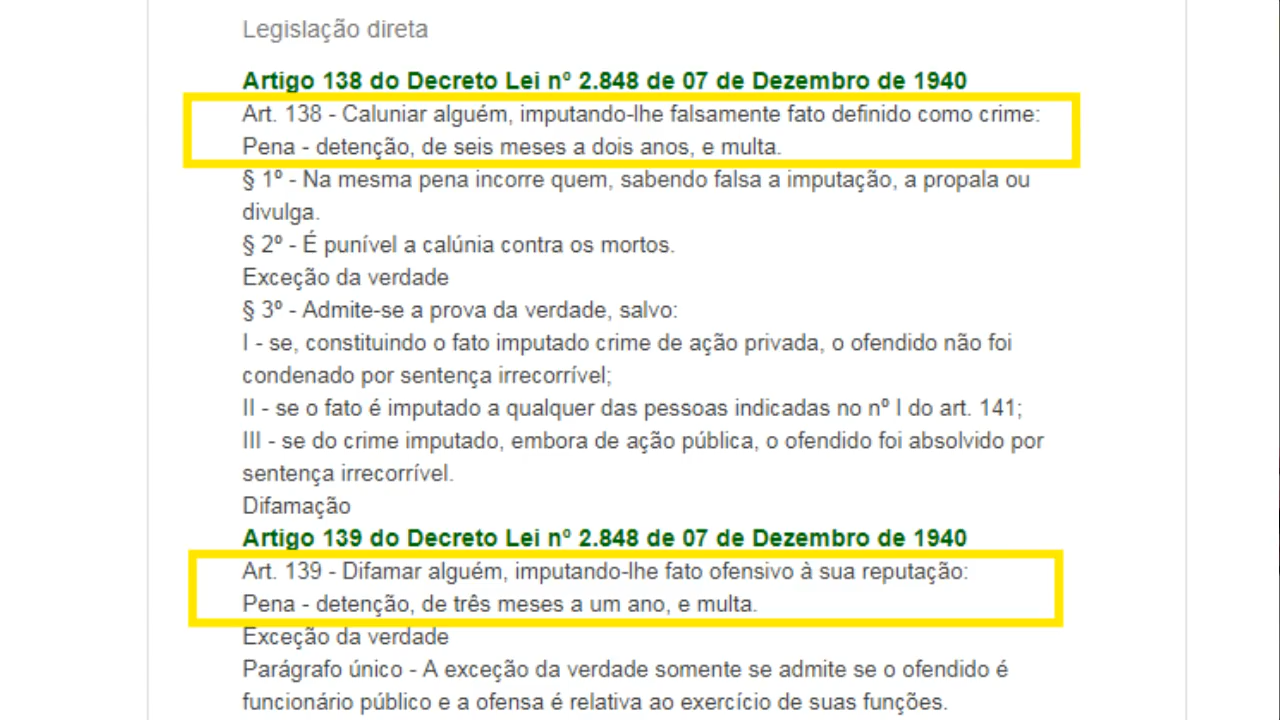 Legislação direta
Artigo 138 do Decreto Lei nº 2.848 de 07 de Dezembro de 1940
Art. 138 - Caluniar alguém, imputando-lhe falsamente fato definido como crime:
Pena - detenção, de seis meses a dois anos, e multa.
§ 1º - Na mesma pena incorre quem, sabendo falsa a imputação, a propala ou
divulga.
§ 2º - É punível a calúnia contra os mortos.
Exceção da verdade
§ 3º - Admite-se a prova da verdade, salvo:
I - se, constituindo o fato imputado crime de ação privada, o ofendido não foi
condenado por sentença irrecorrível;
II - se o fato é imputado a qualquer das pessoas indicadas no nº I do art. 141;
III - se do crime imputado, embora de ação pública, o ofendido foi absolvido por
sentença irrecorrível.
Difamação
Artigo 139 do Decreto Lei nº 2.848 de 07 de Dezembro de 1940
Art. 139 - Difamar alguém, imputando-lhe fato ofensivo à sua reputação:
Pena - detenção, de três meses a um ano, e multa.
Exceção da verdade
Parágrafo único - A exceção da verdade somente se admite se o ofendido é
funcionário público e a ofensa é relativa ao exercício de suas funções.